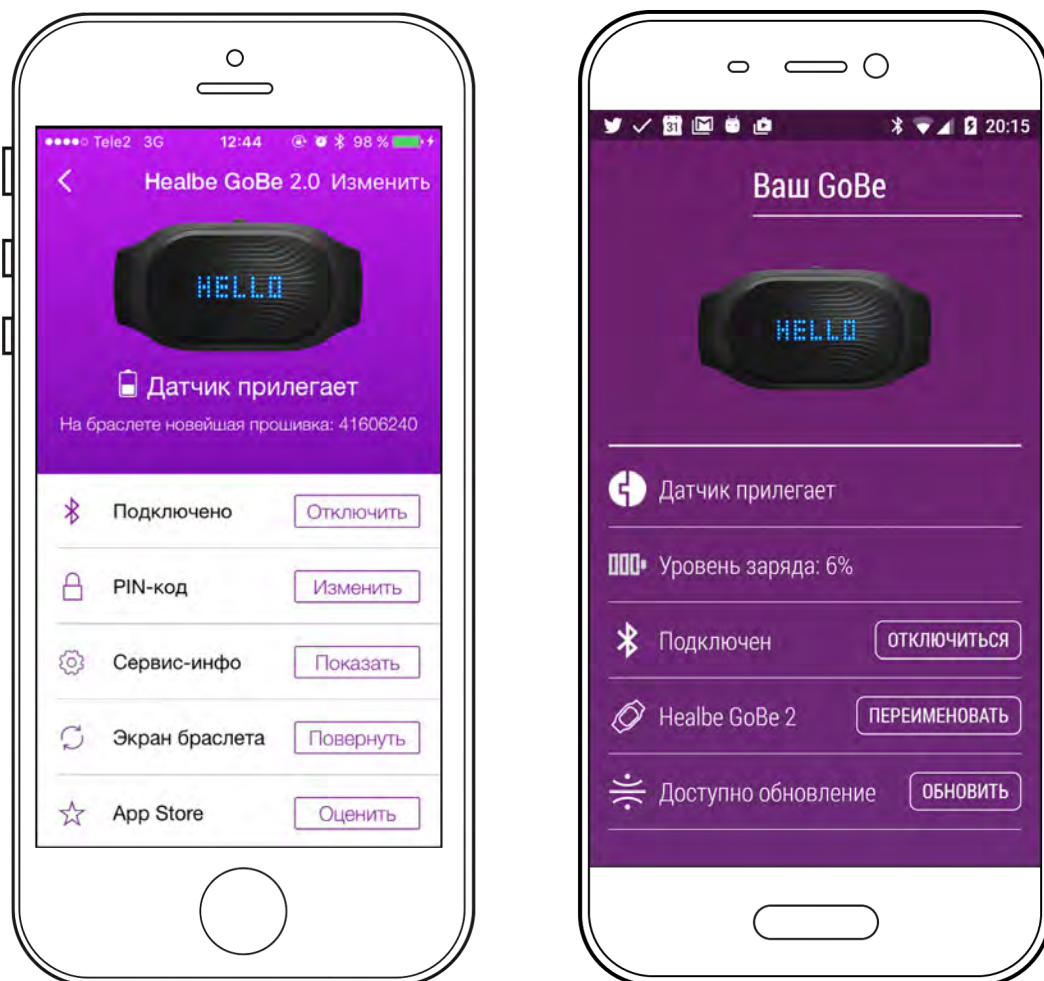 Tele2 3G 12:44 98 %
Healbe GoBe 2.0 Изменить
HELLO
Датчик прилегает
На браслете новейшая прошивка: 41606240
Подключено Отключить
PIN-код Изменить
Сервис-инфо Показать
Экран браслета Повернуть
App Store Оценить
31 20:15
Ваш GoBe
HELLO
Датчик прилегает
Уровень заряда: 6%
Подключен ОТКЛЮЧИТЬСЯ
Healbe GoBe 2 ПЕРЕИМЕНОВАТЬ
Доступно обновление ОБНОВИТЬ